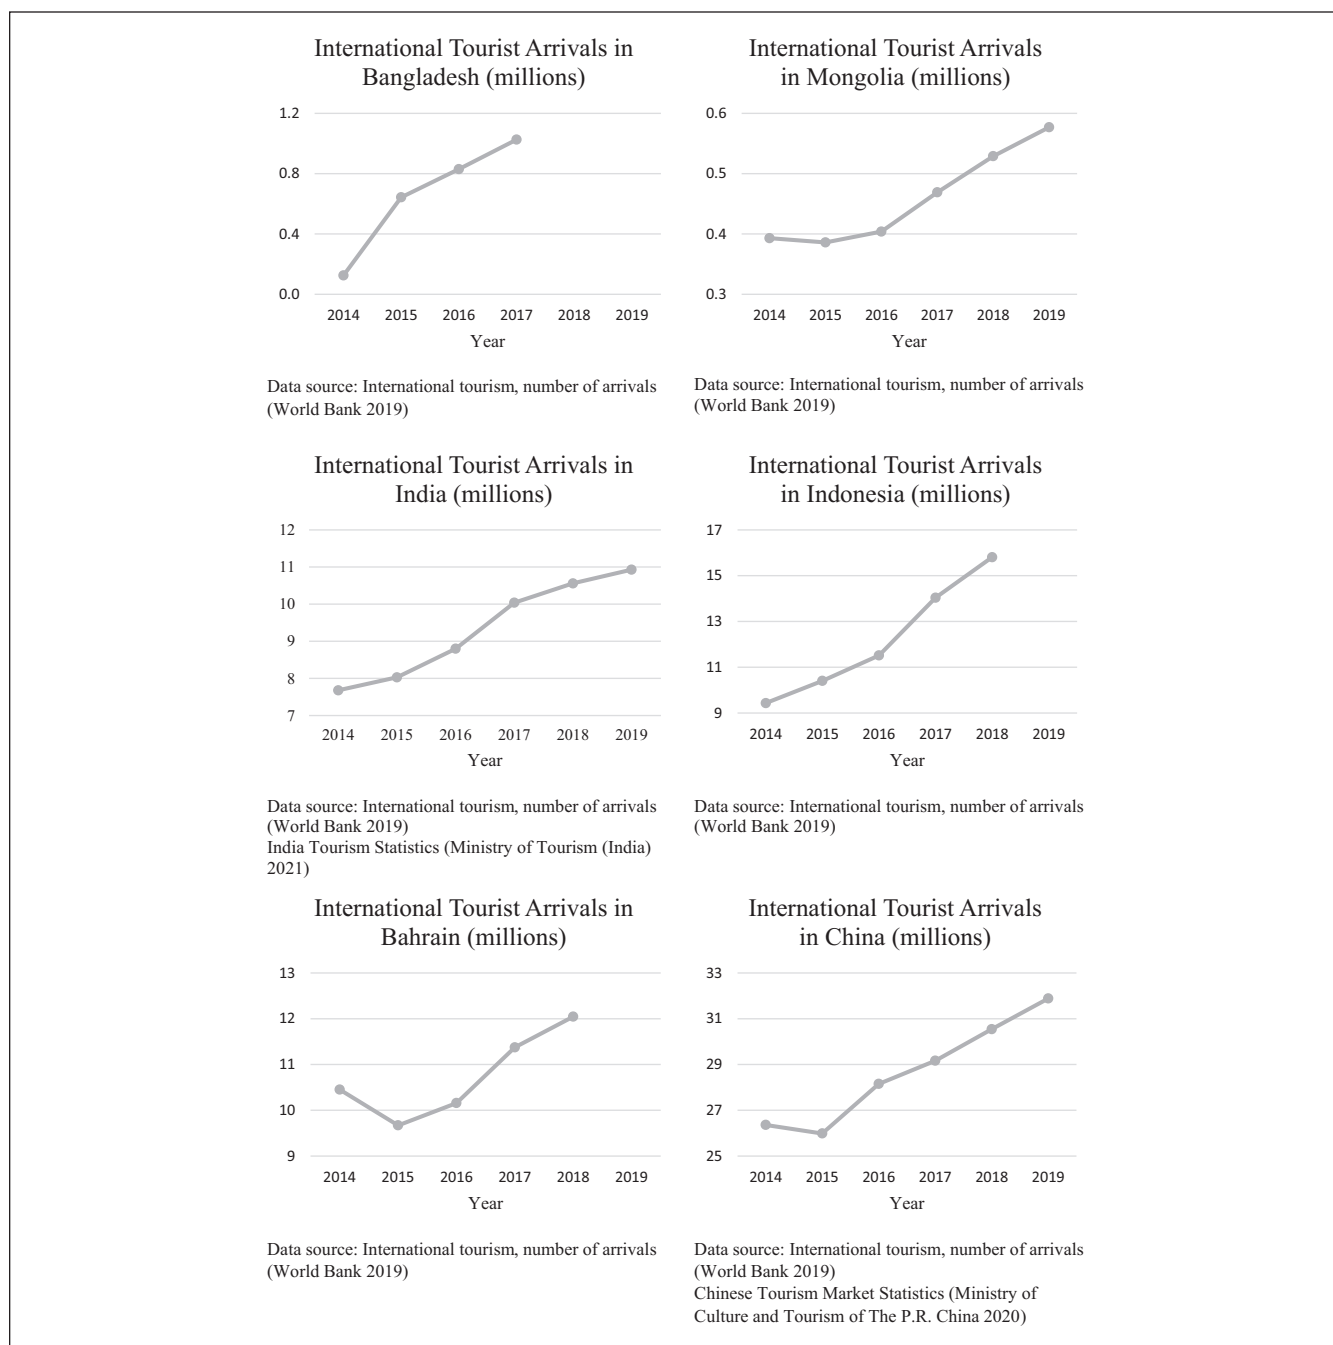 International Tourist Arrivals in
Bangladesh (millions)
1.2
0.8
0.4
0.0
2014 2015 2016 2017 2018 2019
Year
Data source: International tourism, number of arrivals
(World Bank 2019)
International Tourist Arrivals
in Mongolia (millions)
0.6
0.5
0.4
0.3
2014 2015 2016 2017 2018 2019
Year
Data source: International tourism, number of arrivals
(World Bank 2019)
International Tourist Arrivals in
India (millions)
12
11
10
9
8
7
2014 2015 2016 2017 2018 2019
Year
Data source: International tourism, number of arrivals
(World Bank 2019)
India Tourism Statistics (Ministry of Tourism (India)
2021)
International Tourist Arrivals
in Indonesia (millions)
17
15
13
11
9
2014 2015 2016 2017 2018 2019
Year
Data source: International tourism, number of arrivals
(World Bank 2019)
International Tourist Arrivals in
Bahrain (millions)
13
12
11
10
9
2014 2015 2016 2017 2018 2019
Year
Data source: International tourism, number of arrivals
(World Bank 2019)
International Tourist Arrivals
in China (millions)
33
31
29
27
25
2014 2015 2016 2017 2018 2019
Year
Data source: International tourism, number of arrivals
(World Bank 2019)
Chinese Tourism Market Statistics (Ministry of
Culture and Tourism of The P.R. China 2020)